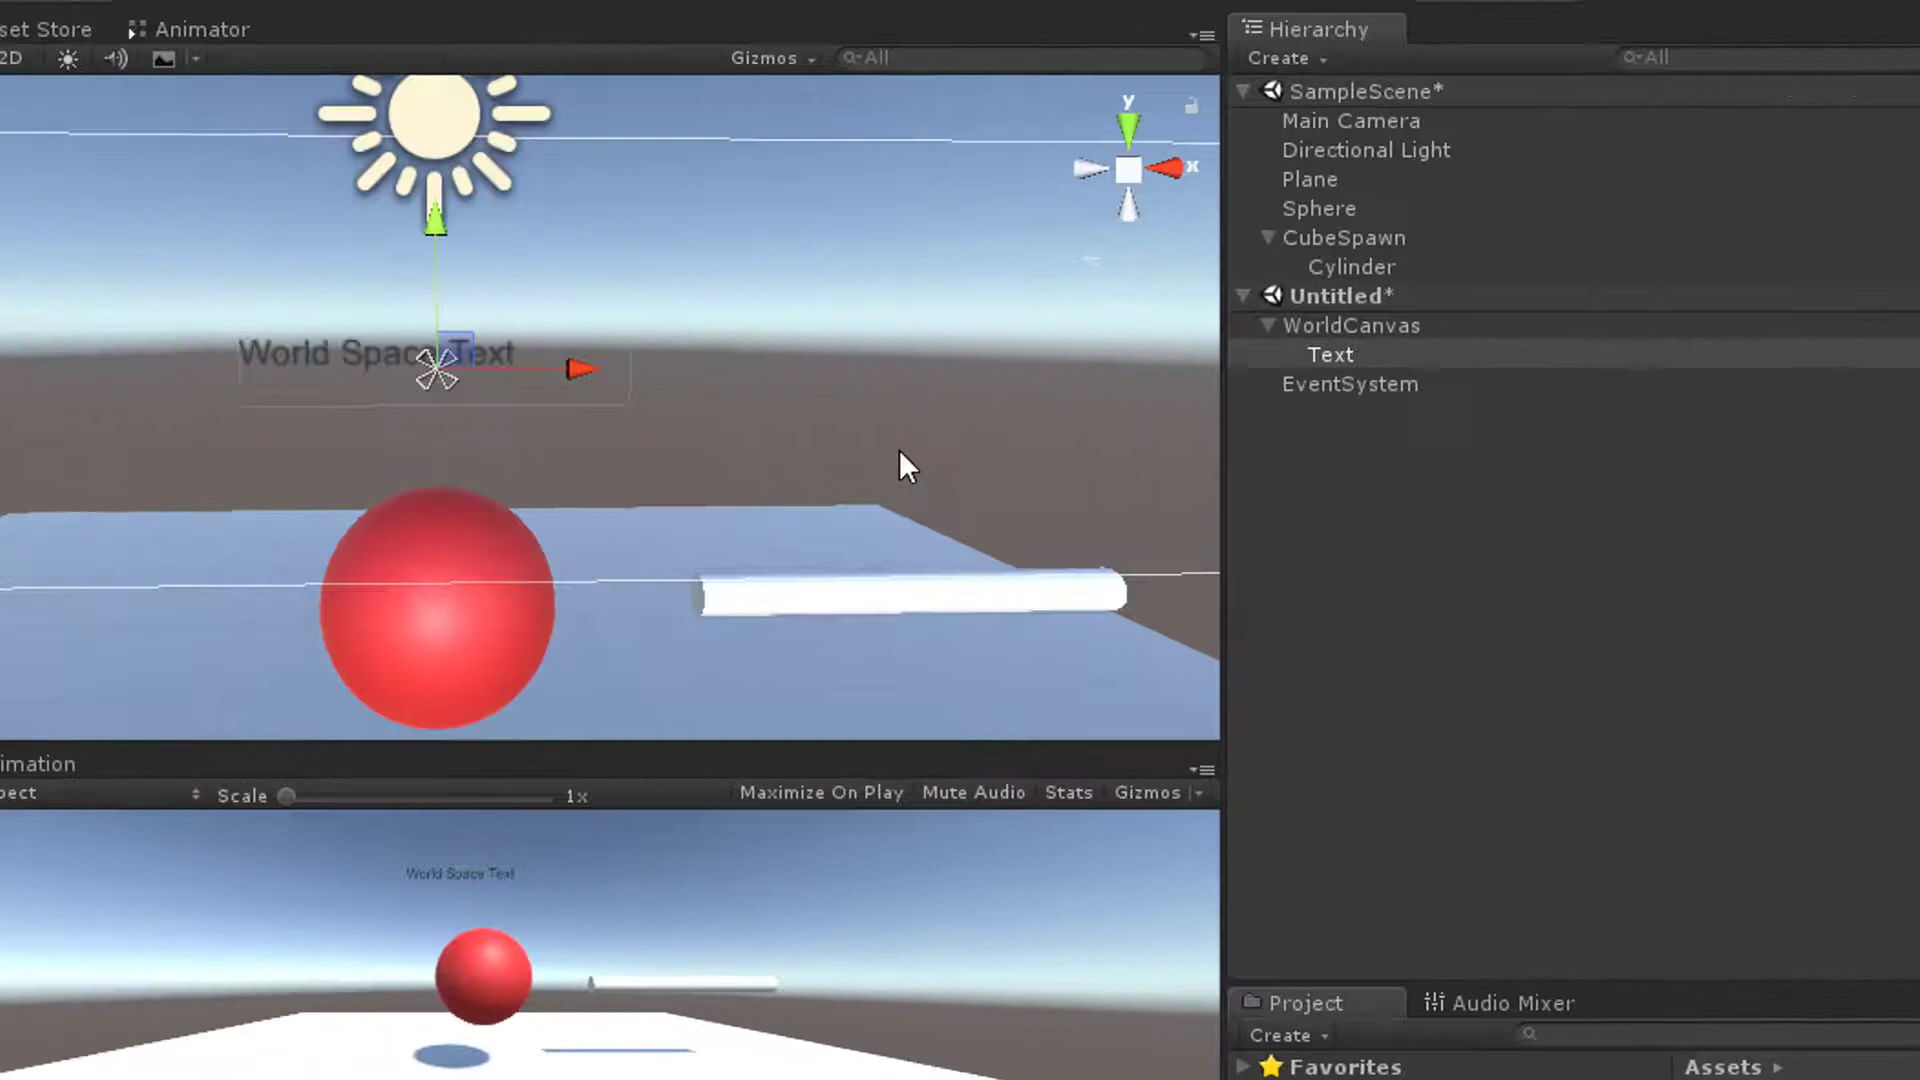 set Store
Animator
2D
Gizmos
All
y
x
World Space Text
imation
pect
Scale
1x
Maximize On Play
Mute Audio
Stats
Gizmos
World Space Text
Hierarchy
Create
All
SampleScene*
Main Camera
Directional Light
Plane
Sphere
CubeSpawn
Cylinder
Untitled*
WorldCanvas
Text
EventSystem
Project
Audio Mixer
Create
Favorites
Assets